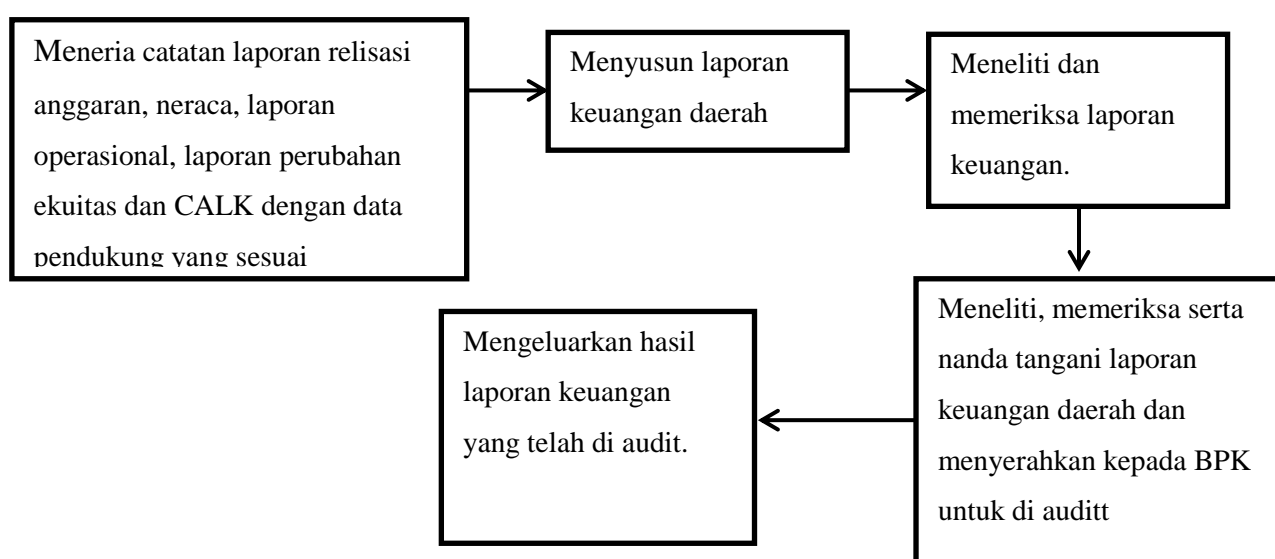 Meneria catatan laporan relisasi
anggaran, neraca, laporan
operasional, laporan perubahan
ekuitas dan CALK dengan data
pendukung yang sesuai
Menyusun laporan
keuangan daerah
Meneliti dan
memeriksa laporan
keuangan.
Meneliti, memeriksa serta
nanda tangani laporan
keuangan daerah dan
menyerahkan kepada BPK
untuk di auditt
Mengeluarkan hasil
laporan keuangan
yang telah di audit.